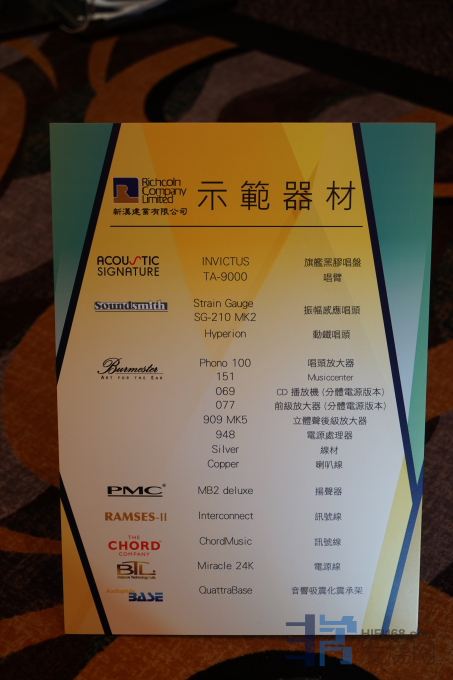 Richcoln
Company
Limited
新漢建業有限公司
示範器材
ACOUSTIC SIGNATURE INVICTUS 旗艦黑膠唱盤
TA-9000 唱臂
Soundsmith Strain Gauge SG-210 MK2 振幅感應唱頭
Hyperion 動鐵唱頭
Burmester ART FOR THE EAR Phono 100 唱頭放大器
151 Musiccenter
069 CD 播放機 (分體電源版本)
077 前級放大器 (分體電源版本)
909 MK5 立體聲後級放大器
948 電源處理器
Silver 線材
Copper 喇叭線
PMC MB2 deluxe 揚聲器
RAMSES-II Interconnect 訊號線
THE CHORD COMPANY ChordMusic 訊號線
BTL Miracle 24K 電源線
BASE QuattraBase 音響吸震化震承架